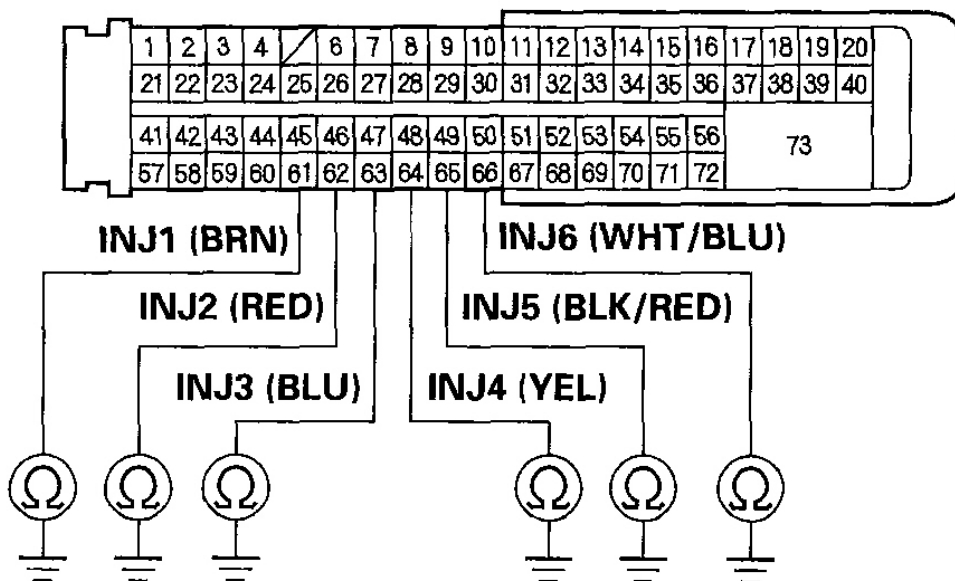 1 2 3 4 6 7 8 9 10 11 12 13 14 15 16 17 18 19 20
21 22 23 24 25 26 27 28 29 30 31 32 33 34 35 36 37 38 39 40
41 42 43 44 45 46 47 48 49 50 51 52 53 54 55 56 73
57 58 59 60 61 62 63 64 65 66 67 68 69 70 71 72
INJ1 (BRN) INJ6 (WHT/BLU)
INJ2 (RED) INJ5 (BLK/RED)
INJ3 (BLU) INJ4 (YEL)
Ω Ω Ω Ω Ω Ω